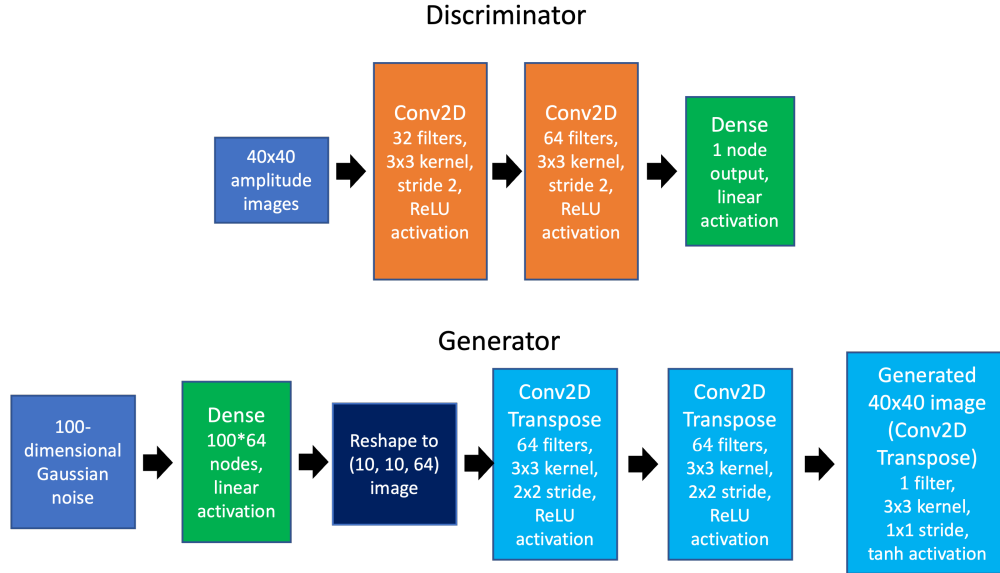 Discriminator
40x40
amplitude
images
Conv2D
32 filters,
3x3 kernel,
stride 2,
ReLU
activation
Conv2D
64 filters,
3x3 kernel,
stride 2,
ReLU
activation
Dense
1 node
output,
linear
activation
Generator
100-
dimensional
Gaussian
noise
Dense
100*64
nodes,
linear
activation
Reshape to
(10, 10, 64)
image
Conv2D
Transpose
64 filters,
3x3 kernel,
2x2 stride,
ReLU
activation
Conv2D
Transpose
64 filters,
3x3 kernel,
2x2 stride,
ReLU
activation
Generated
40x40 image
(Conv2D
Transpose)
1 filter,
3x3 kernel,
1x1 stride,
tanh activation